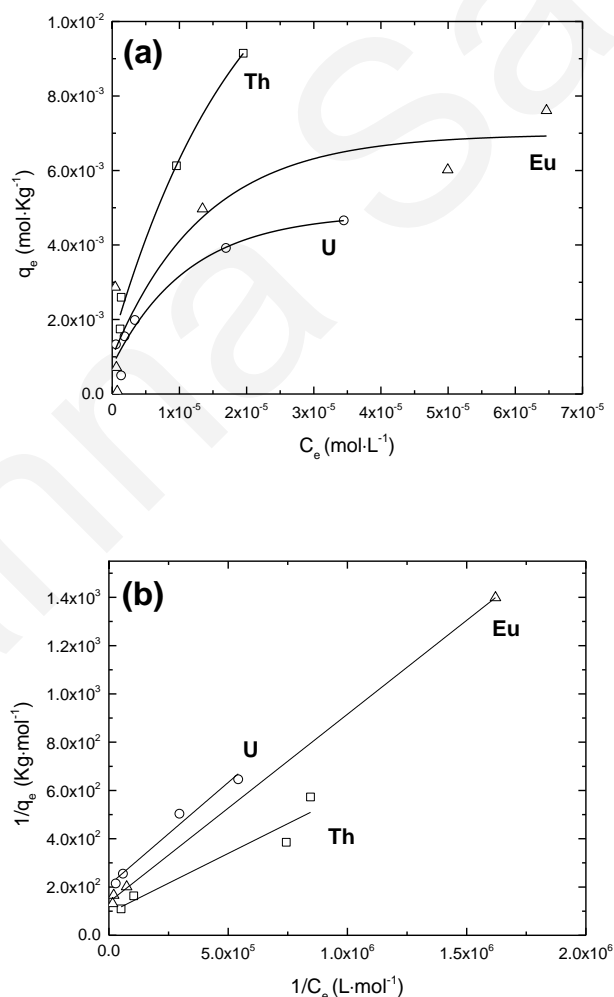 (a)
1.0x10⁻²
8.0x10⁻³
6.0x10⁻³
4.0x10⁻³
2.0x10⁻³
0.0
qₑ (mol·Kg⁻¹)
Th
Eu
U
0 1x10⁻⁵ 2x10⁻⁵ 3x10⁻⁵ 4x10⁻⁵ 5x10⁻⁵ 6x10⁻⁵ 7x10⁻⁵
Cₑ (mol·L⁻¹)
(b)
1.4x10³
1.2x10³
1.0x10³
8.0x10²
6.0x10²
4.0x10²
2.0x10²
0.0
1/qₑ (Kg·mol⁻¹)
Eu
U
Th
0.0 5.0x10⁵ 1.0x10⁶ 1.5x10⁶ 2.0x10⁶
1/Cₑ (L·mol⁻¹)